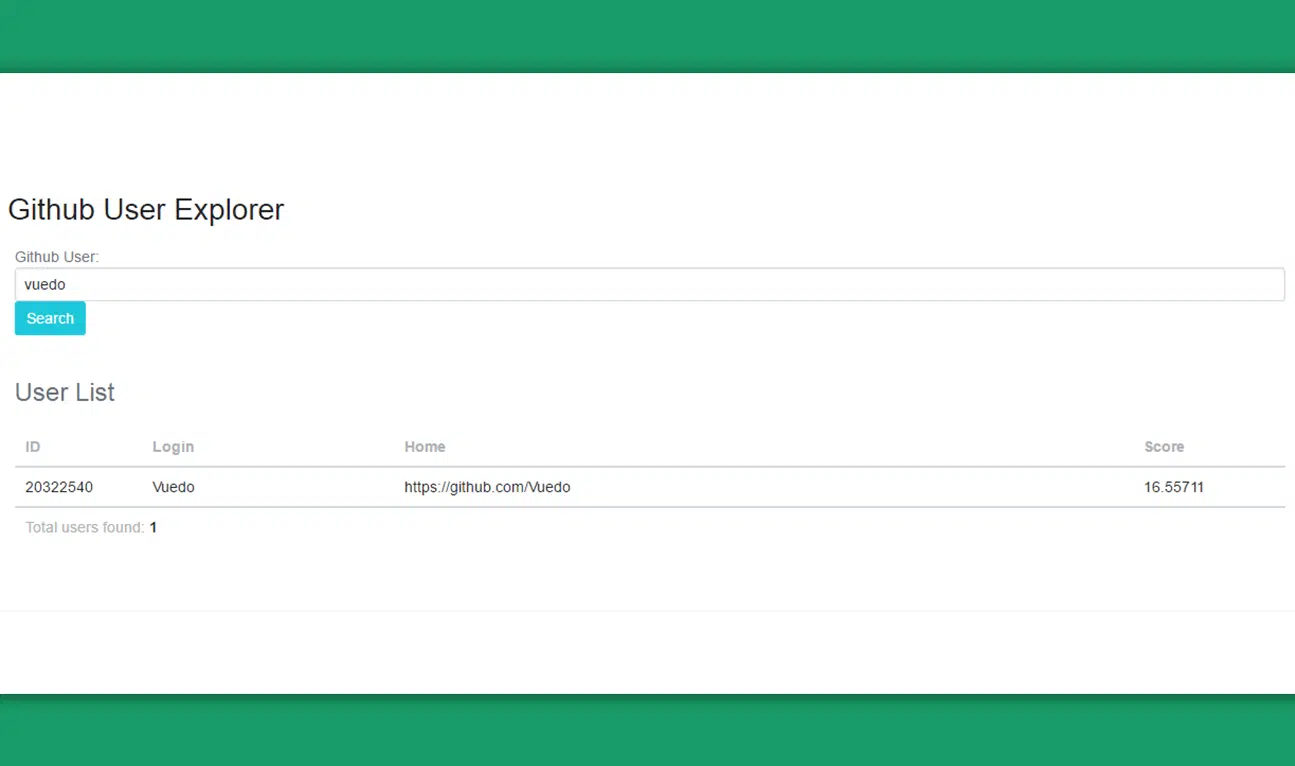 Github User Explorer
Github User:
vuedo
Search
User List
ID Login Home Score
20322540 Vuedo https://github.com/Vuedo 16.55711
Total users found: 1